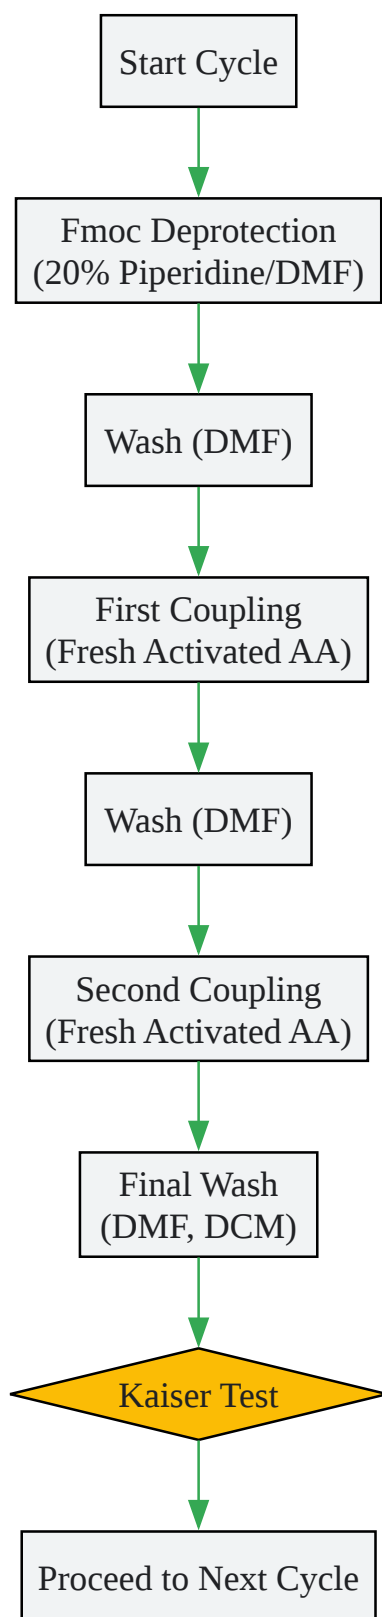 Start Cycle
Fmoc Deprotection
(20% Piperidine/DMF)
Wash (DMF)
First Coupling
(Fresh Activated AA)
Wash (DMF)
Second Coupling
(Fresh Activated AA)
Final Wash
(DMF, DCM)
Kaiser Test
Proceed to Next Cycle